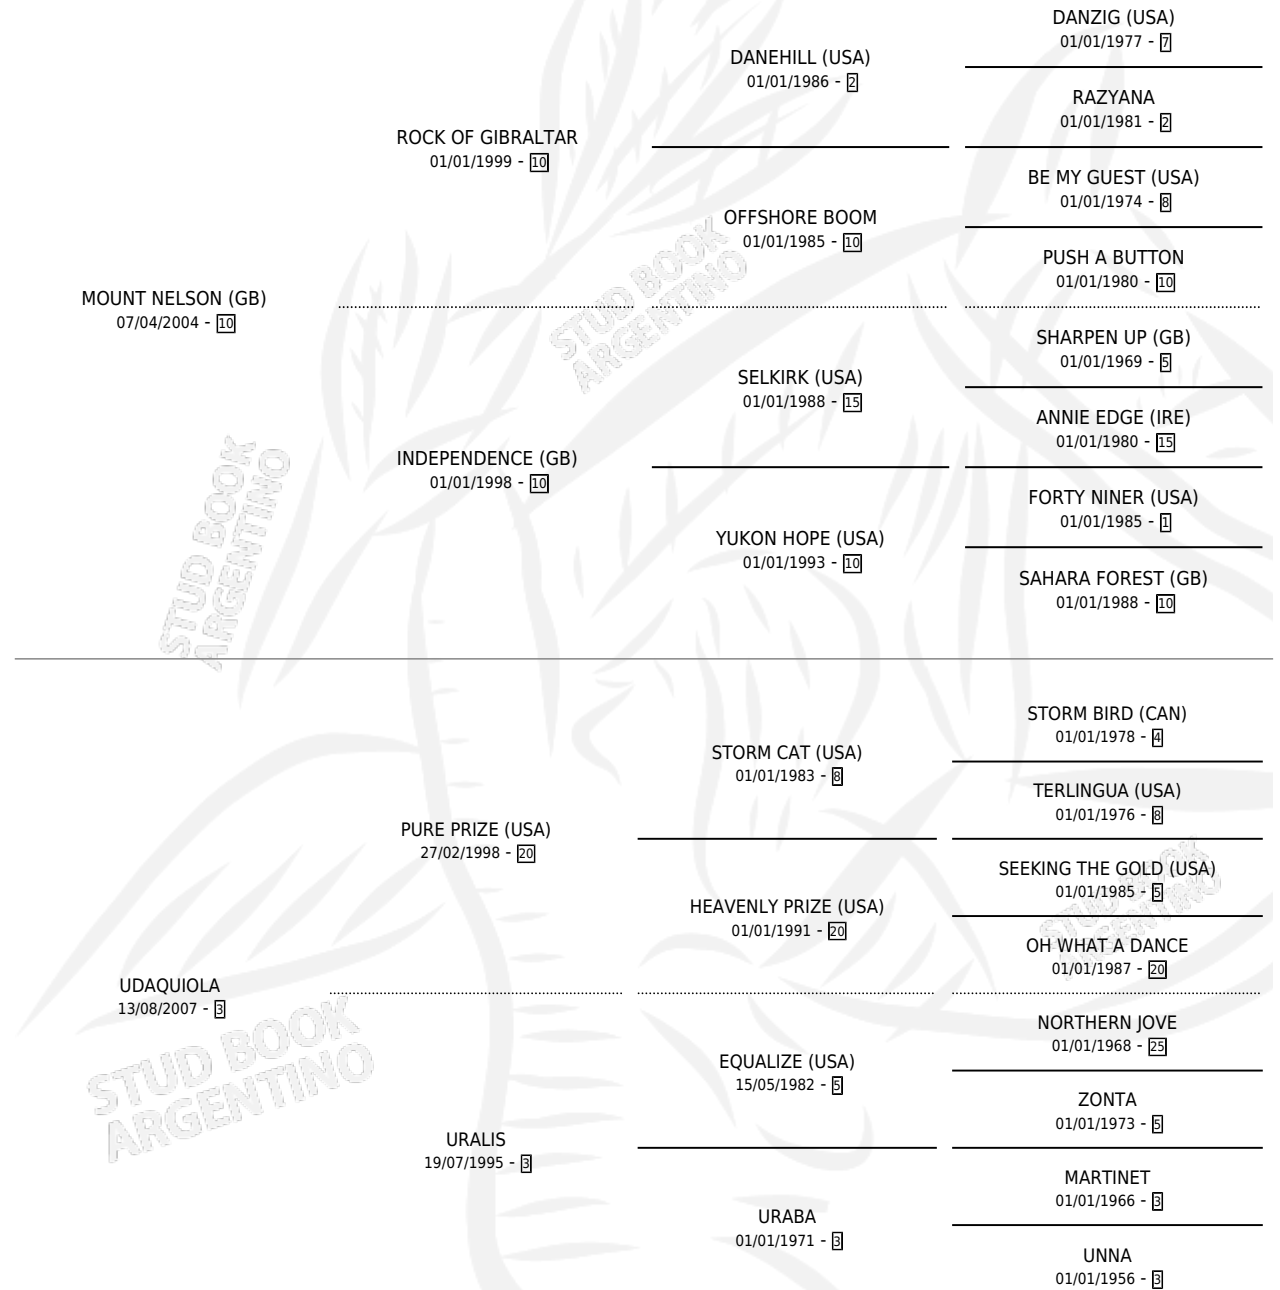 DANZIG (USA)
01/01/1977 - 7
DANEHILL (USA)
01/01/1986 - 2
RAZYANA
01/01/1981 - 2
ROCK OF GIBRALTAR
01/01/1999 - 10
BE MY GUEST (USA)
01/01/1974 - 8
OFFSHORE BOOM
01/01/1985 - 10
PUSH A BUTTON
01/01/1980 - 10
MOUNT NELSON (GB)
07/04/2004 - 10
SHARPEN UP (GB)
01/01/1969 - 5
SELKIRK (USA)
01/01/1988 - 15
ANNIE EDGE (IRE)
01/01/1980 - 15
INDEPENDENCE (GB)
01/01/1998 - 10
FORTY NINER (USA)
01/01/1985 - 1
YUKON HOPE (USA)
01/01/1993 - 10
SAHARA FOREST (GB)
01/01/1988 - 10
STORM BIRD (CAN)
01/01/1978 - 4
STORM CAT (USA)
01/01/1983 - 8
TERLINGUA (USA)
01/01/1976 - 8
PURE PRIZE (USA)
27/02/1998 - 20
SEEKING THE GOLD (USA)
01/01/1985 - 5
HEAVENLY PRIZE (USA)
01/01/1991 - 20
OH WHAT A DANCE
01/01/1987 - 20
UDAQUIOLA
13/08/2007 - 3
NORTHERN JOVE
01/01/1968 - 25
EQUALIZE (USA)
15/05/1982 - 5
ZONTA
01/01/1973 - 5
URALIS
19/07/1995 - 3
MARTINET
01/01/1966 - 3
URABA
01/01/1971 - 3
UNNA
01/01/1956 - 3
STUD BOOK
ARGENTINO
STUD BOOK
ARGENTINO
STUD BOOK
ARGENTINO
STUD BOOK
ARGENTINO